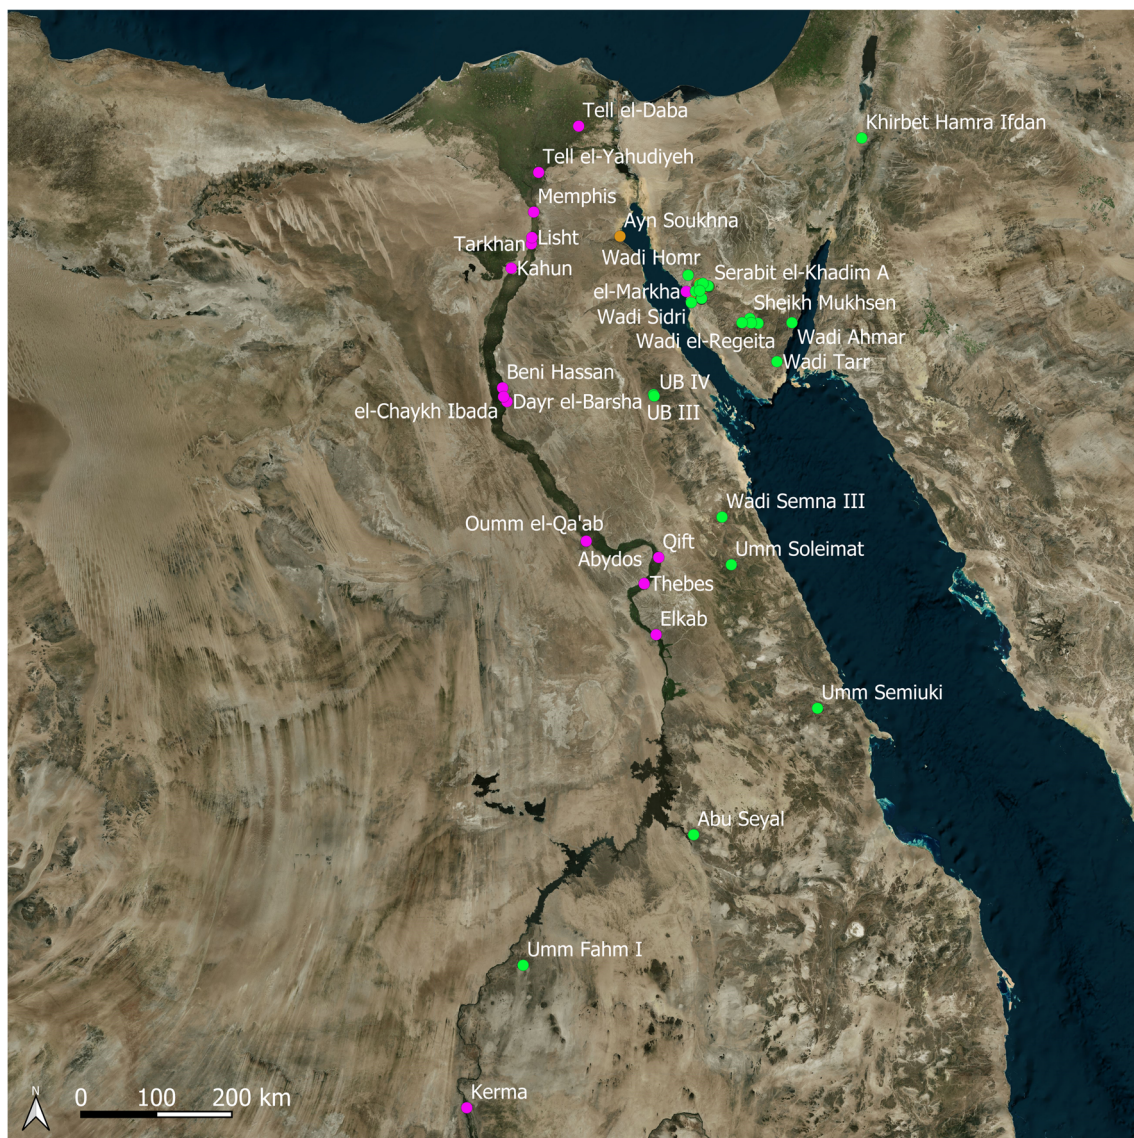 Tell el-Daba
Khirbet Hamra Ifdan
Tell el-Yahudiyeh
Memphis
Ayn Soukhna
Lisht
Tarkhan
Wadi Homr
Kahun
Serabit el-Khadim A
el-Markha
Sheikh Mukhsen
Wadi Sidri
Wadi el-Regeita
Wadi Ahmar
Wadi Tarr
Beni Hassan
UB IV
Dayr el-Barsha
el-Chaykh Ibada
UB III
Wadi Semna III
Oumm el-Qa'ab
Qift
Umm Soleimat
Abydos
Thebes
Elkab
Umm Semiuki
Abu Seyal
Umm Fahm I
Kerma
N
0 100 200 km